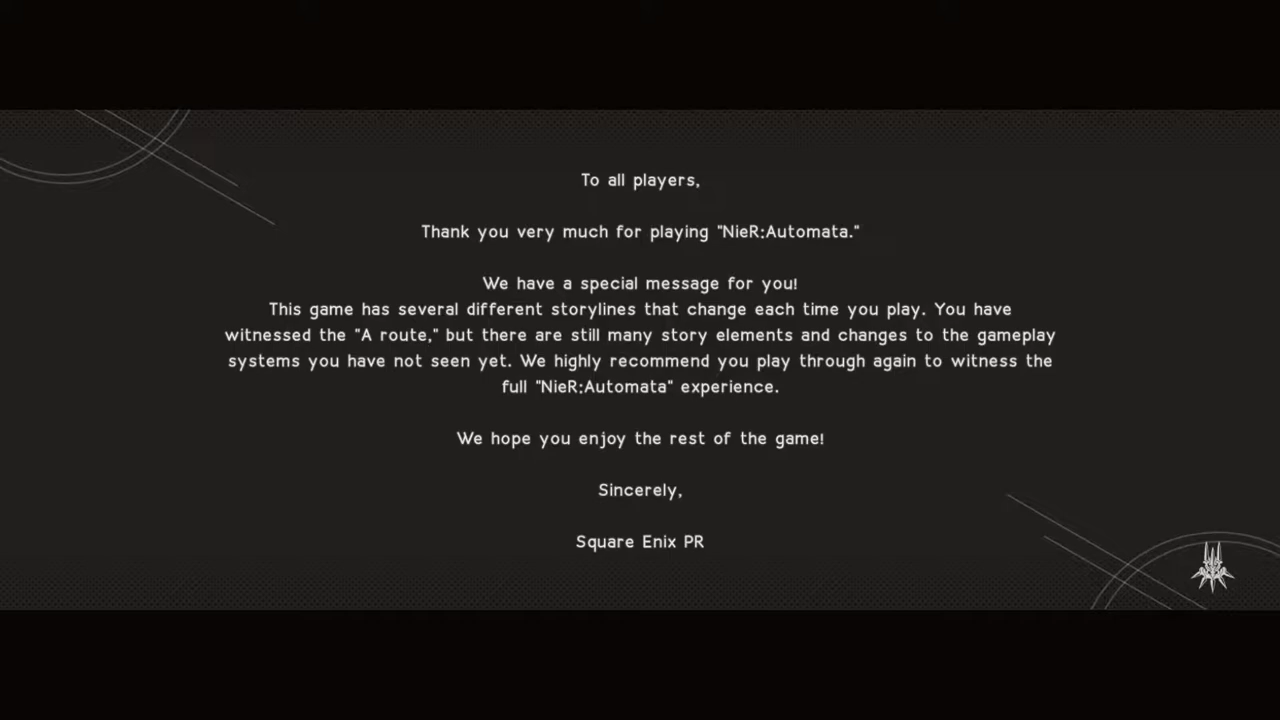 To all players,
Thank you very much for playing "NieR:Automata."
We have a special message for you!
This game has several different storylines that change each time you play. You have
witnessed the "A route," but there are still many story elements and changes to the gameplay
systems you have not seen yet. We highly recommend you play through again to witness the
full "NieR:Automata" experience.
We hope you enjoy the rest of the game!
Sincerely,
Square Enix PR